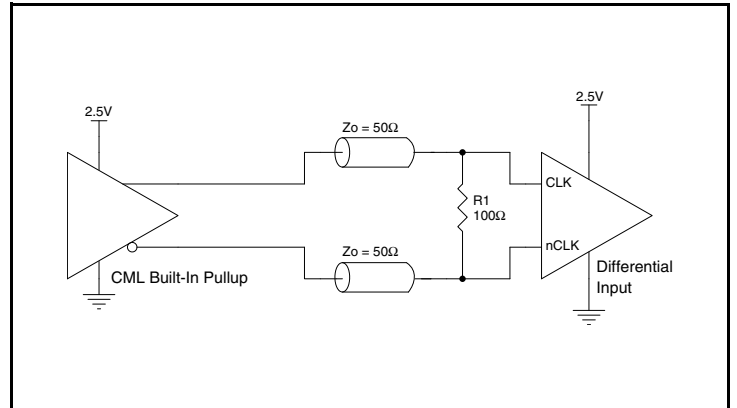 2.5V
2.5V
Zo = 50Ω
CLK
R1
100Ω
Zo = 50Ω
nCLK
CML Built-In Pullup
Differential
Input